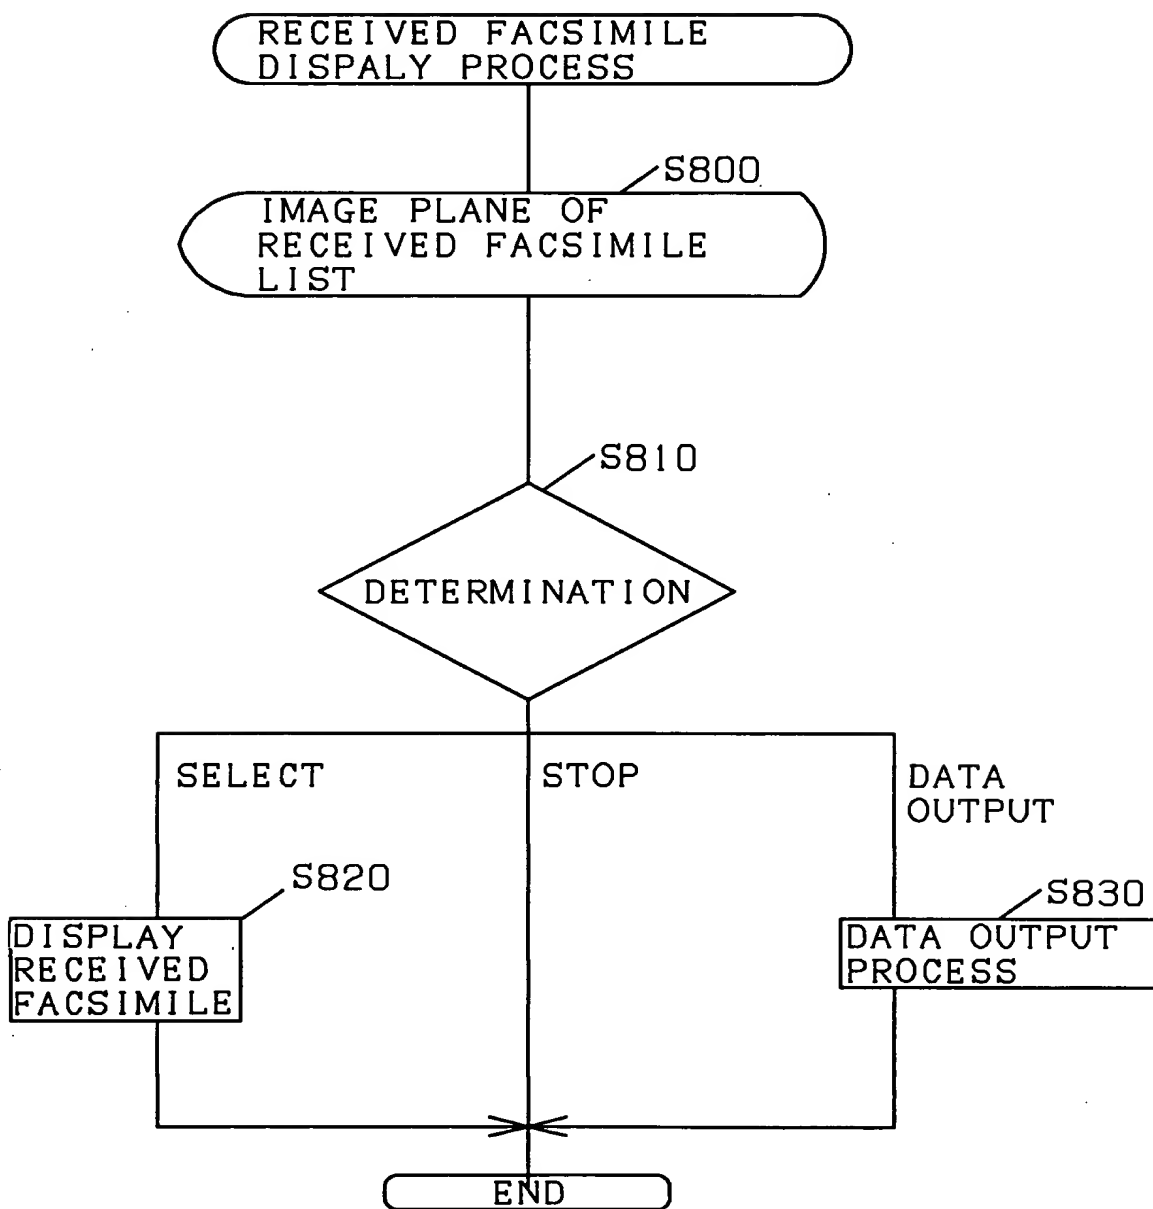 RECEIVED FACSIMILE
DISPALY PROCESS
S800
IMAGE PLANE OF
RECEIVED FACSIMILE
LIST
S810
DETERMINATION
SELECT
STOP
DATA
OUTPUT
S820
S830
DISPLAY
RECEIVED
FACSIMILE
DATA OUTPUT
PROCESS
END